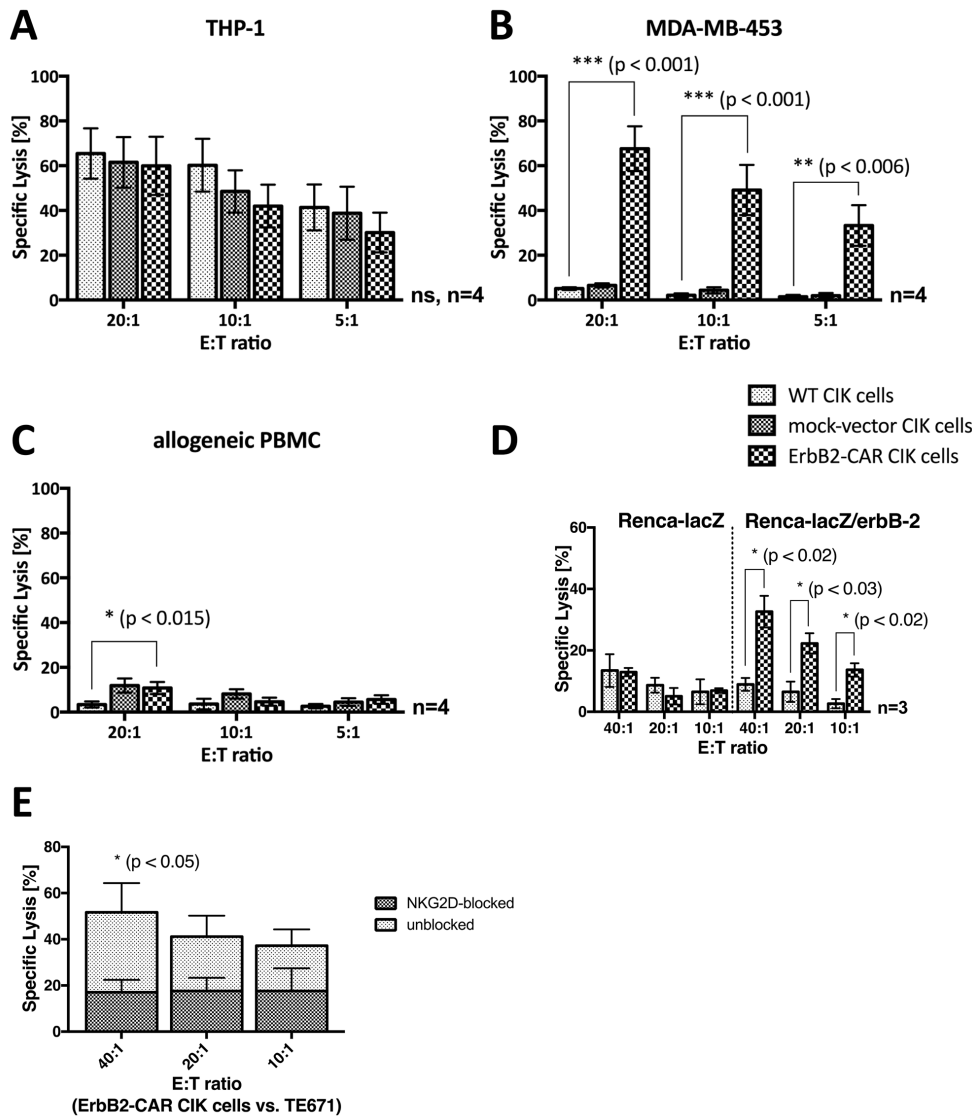 A
THP-1
Specific Lysis [%]
100
80
60
40
20
0
20:1 10:1 5:1
E:T ratio
ns, n=4
B
MDA-MB-453
*** (p < 0.001)
*** (p < 0.001)
** (p < 0.006)
Specific Lysis [%]
100
80
60
40
20
0
20:1 10:1 5:1
E:T ratio
n=4
WT CIK cells
mock-vector CIK cells
ErbB2-CAR CIK cells
C
allogeneic PBMC
Specific Lysis [%]
100
80
60
40
20
0
* (p < 0.015)
20:1 10:1 5:1
E:T ratio
n=4
D
Renca-lacZ Renca-lacZ/erbB-2
* (p < 0.02)
* (p < 0.03)
* (p < 0.02)
Specific Lysis [%]
60
40
20
0
40:1 20:1 10:1 40:1 20:1 10:1
E:T ratio
n=3
E
Specific Lysis [%]
80
60
40
20
0
* (p < 0.05)
NKG2D-blocked
unblocked
40:1 20:1 10:1
E:T ratio
(ErbB2-CAR CIK cells vs. TE671)